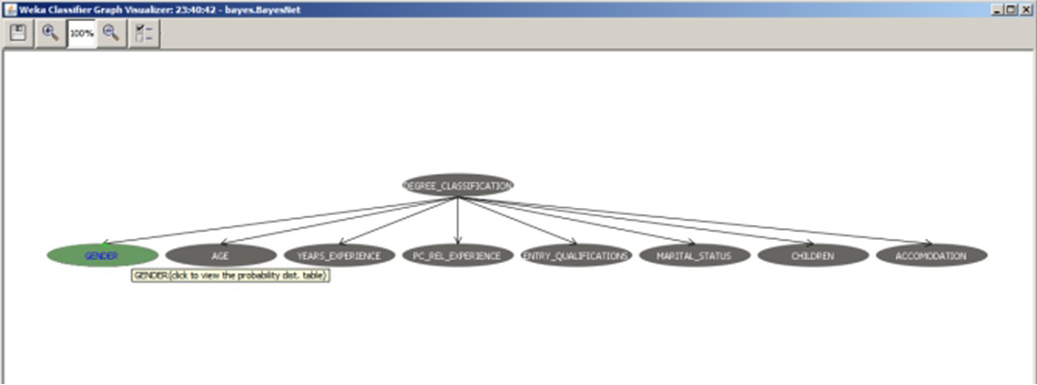 Weka Classifier Graph Visualizer: 23:40:42 - bayes.BayesNet
100%
DEGREE_CLASSIFICATION
GENDER AGE YEARS_EXPERIENCE PC_REL_EXPERIENCE ENTRY_QUALIFICATIONS MARITAL_STATUS CHILDREN ACCOMODATION
GENDER(click to view the probability dist. table)